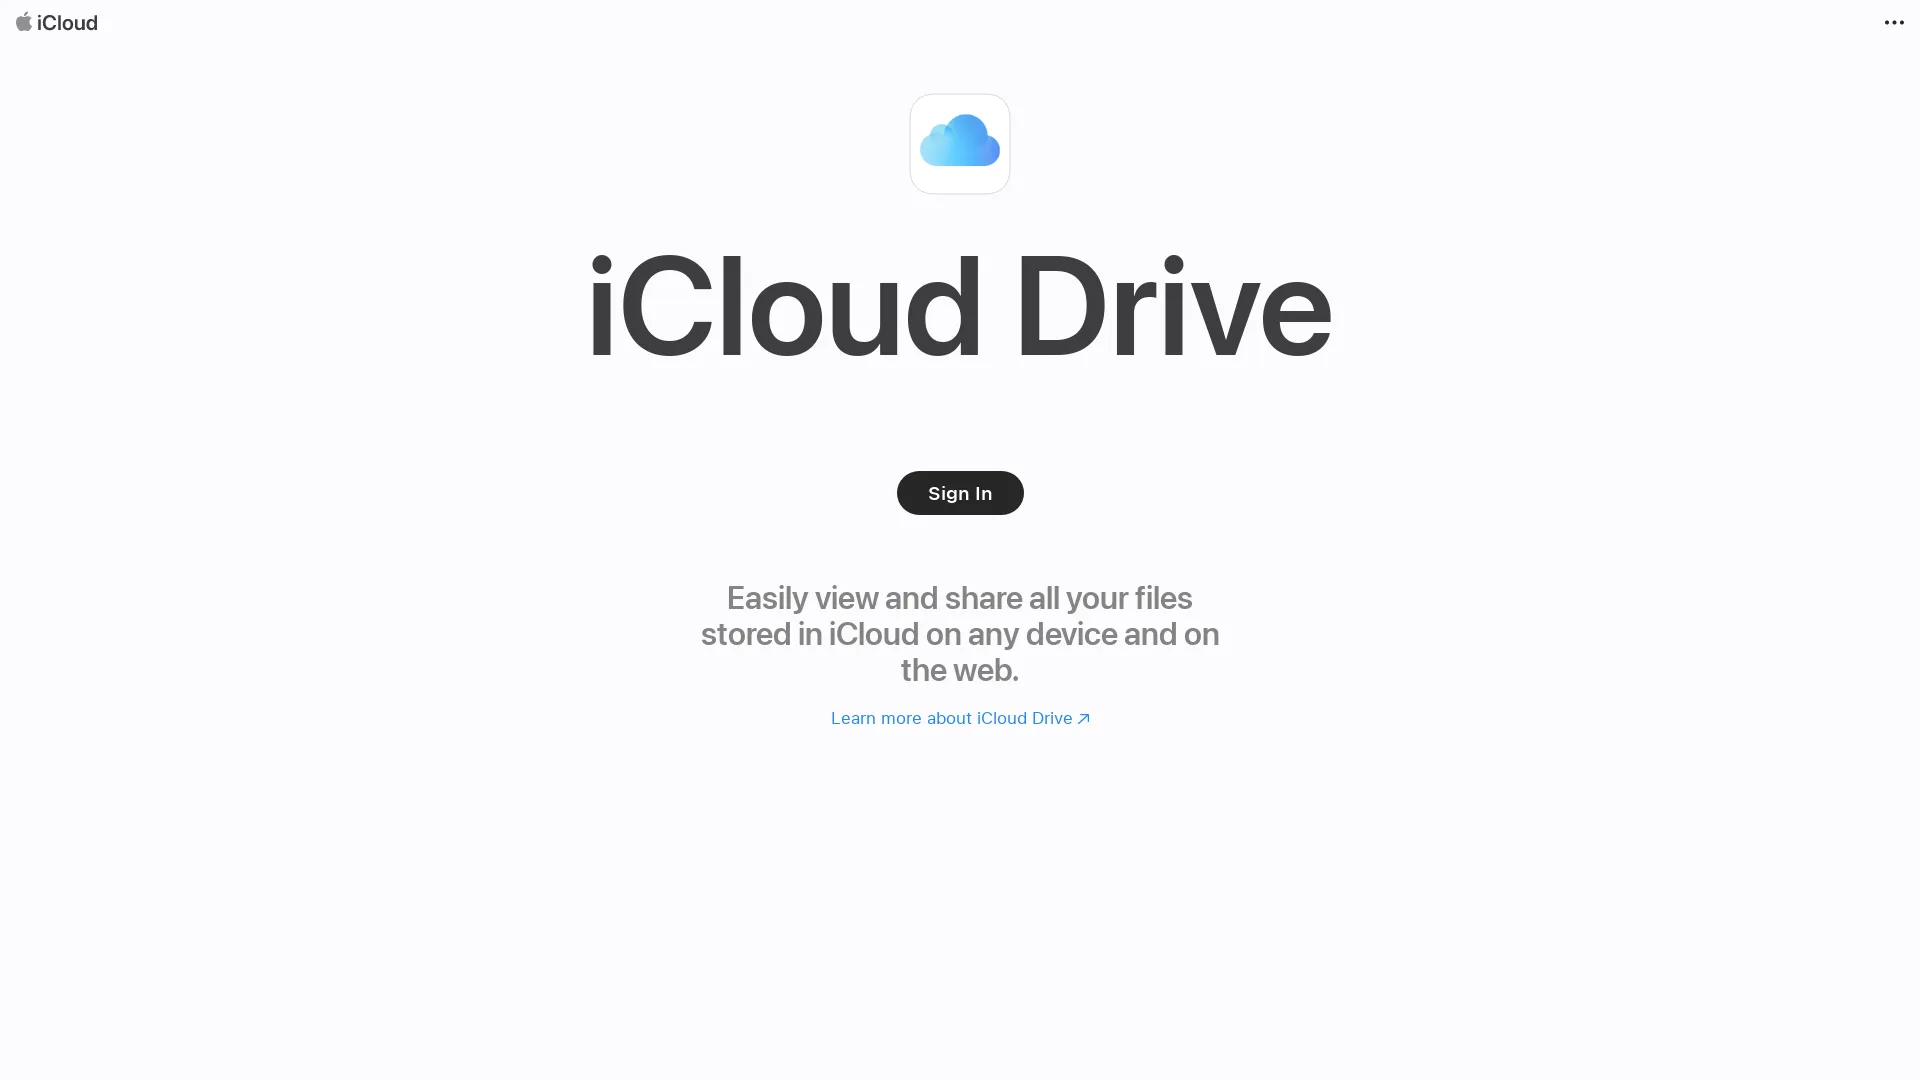 iCloud
iCloud Drive
Sign In
Easily view and share all your files
stored in iCloud on any device and on
the web.
Learn more about iCloud Drive ↗